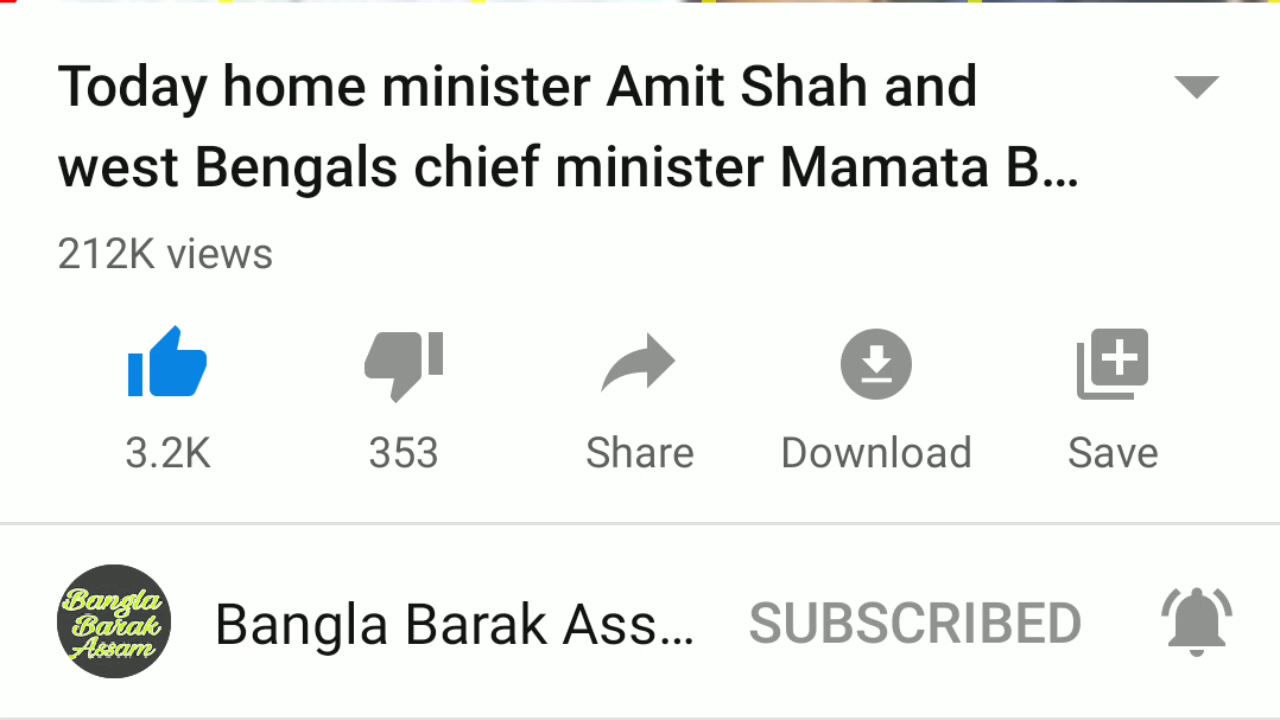 Today home minister Amit Shah and
west Bengals chief minister Mamata B...
212K views
3.2K 353 Share Download Save
Bangla
Barak
Assam
Bangla Barak Ass... SUBSCRIBED